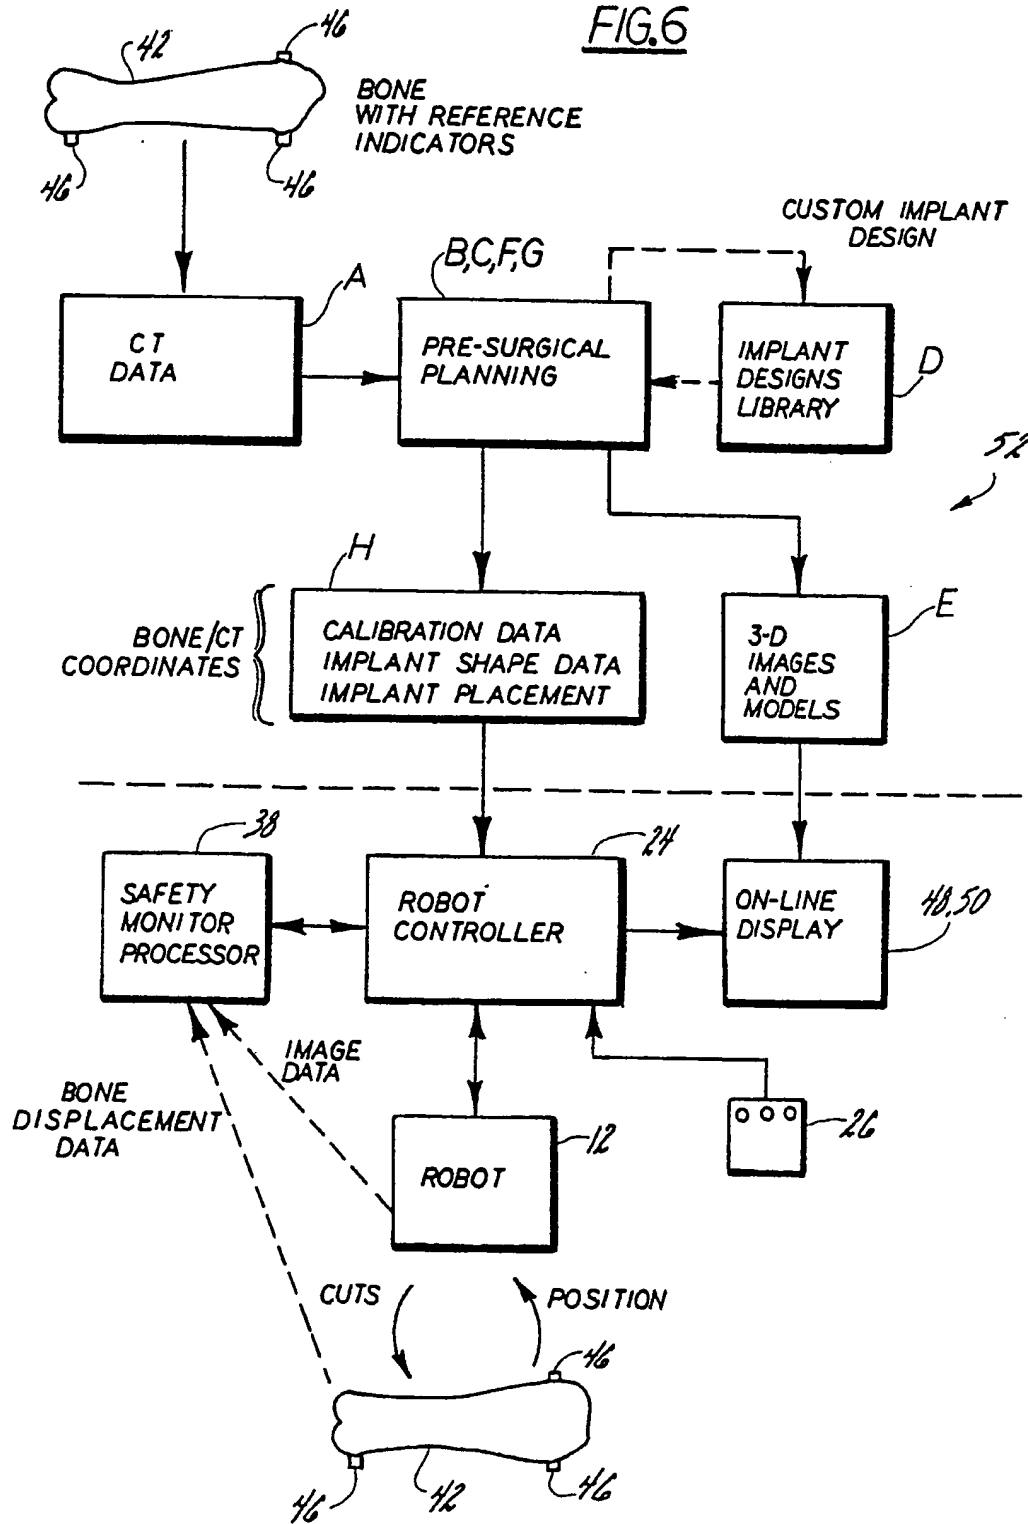 FIG.6
46
42
BONE
WITH REFERENCE
INDICATORS
46
46
CUSTOM IMPLANT
DESIGN
B,C,F,G
A
CT
DATA
PRE-SURGICAL
PLANNING
IMPLANT
DESIGNS
LIBRARY
D
52
H
E
BONE/CT
COORDINATES
CALIBRATION DATA
IMPLANT SHAPE DATA
IMPLANT PLACEMENT
3-D
IMAGES
AND
MODELS
38
24
SAFETY
MONITOR
PROCESSOR
ROBOT
CONTROLLER
ON-LINE
DISPLAY
48,50
IMAGE
DATA
BONE
DISPLACEMENT
DATA
ROBOT
12
26
CUTS
POSITION
46
46
42
46